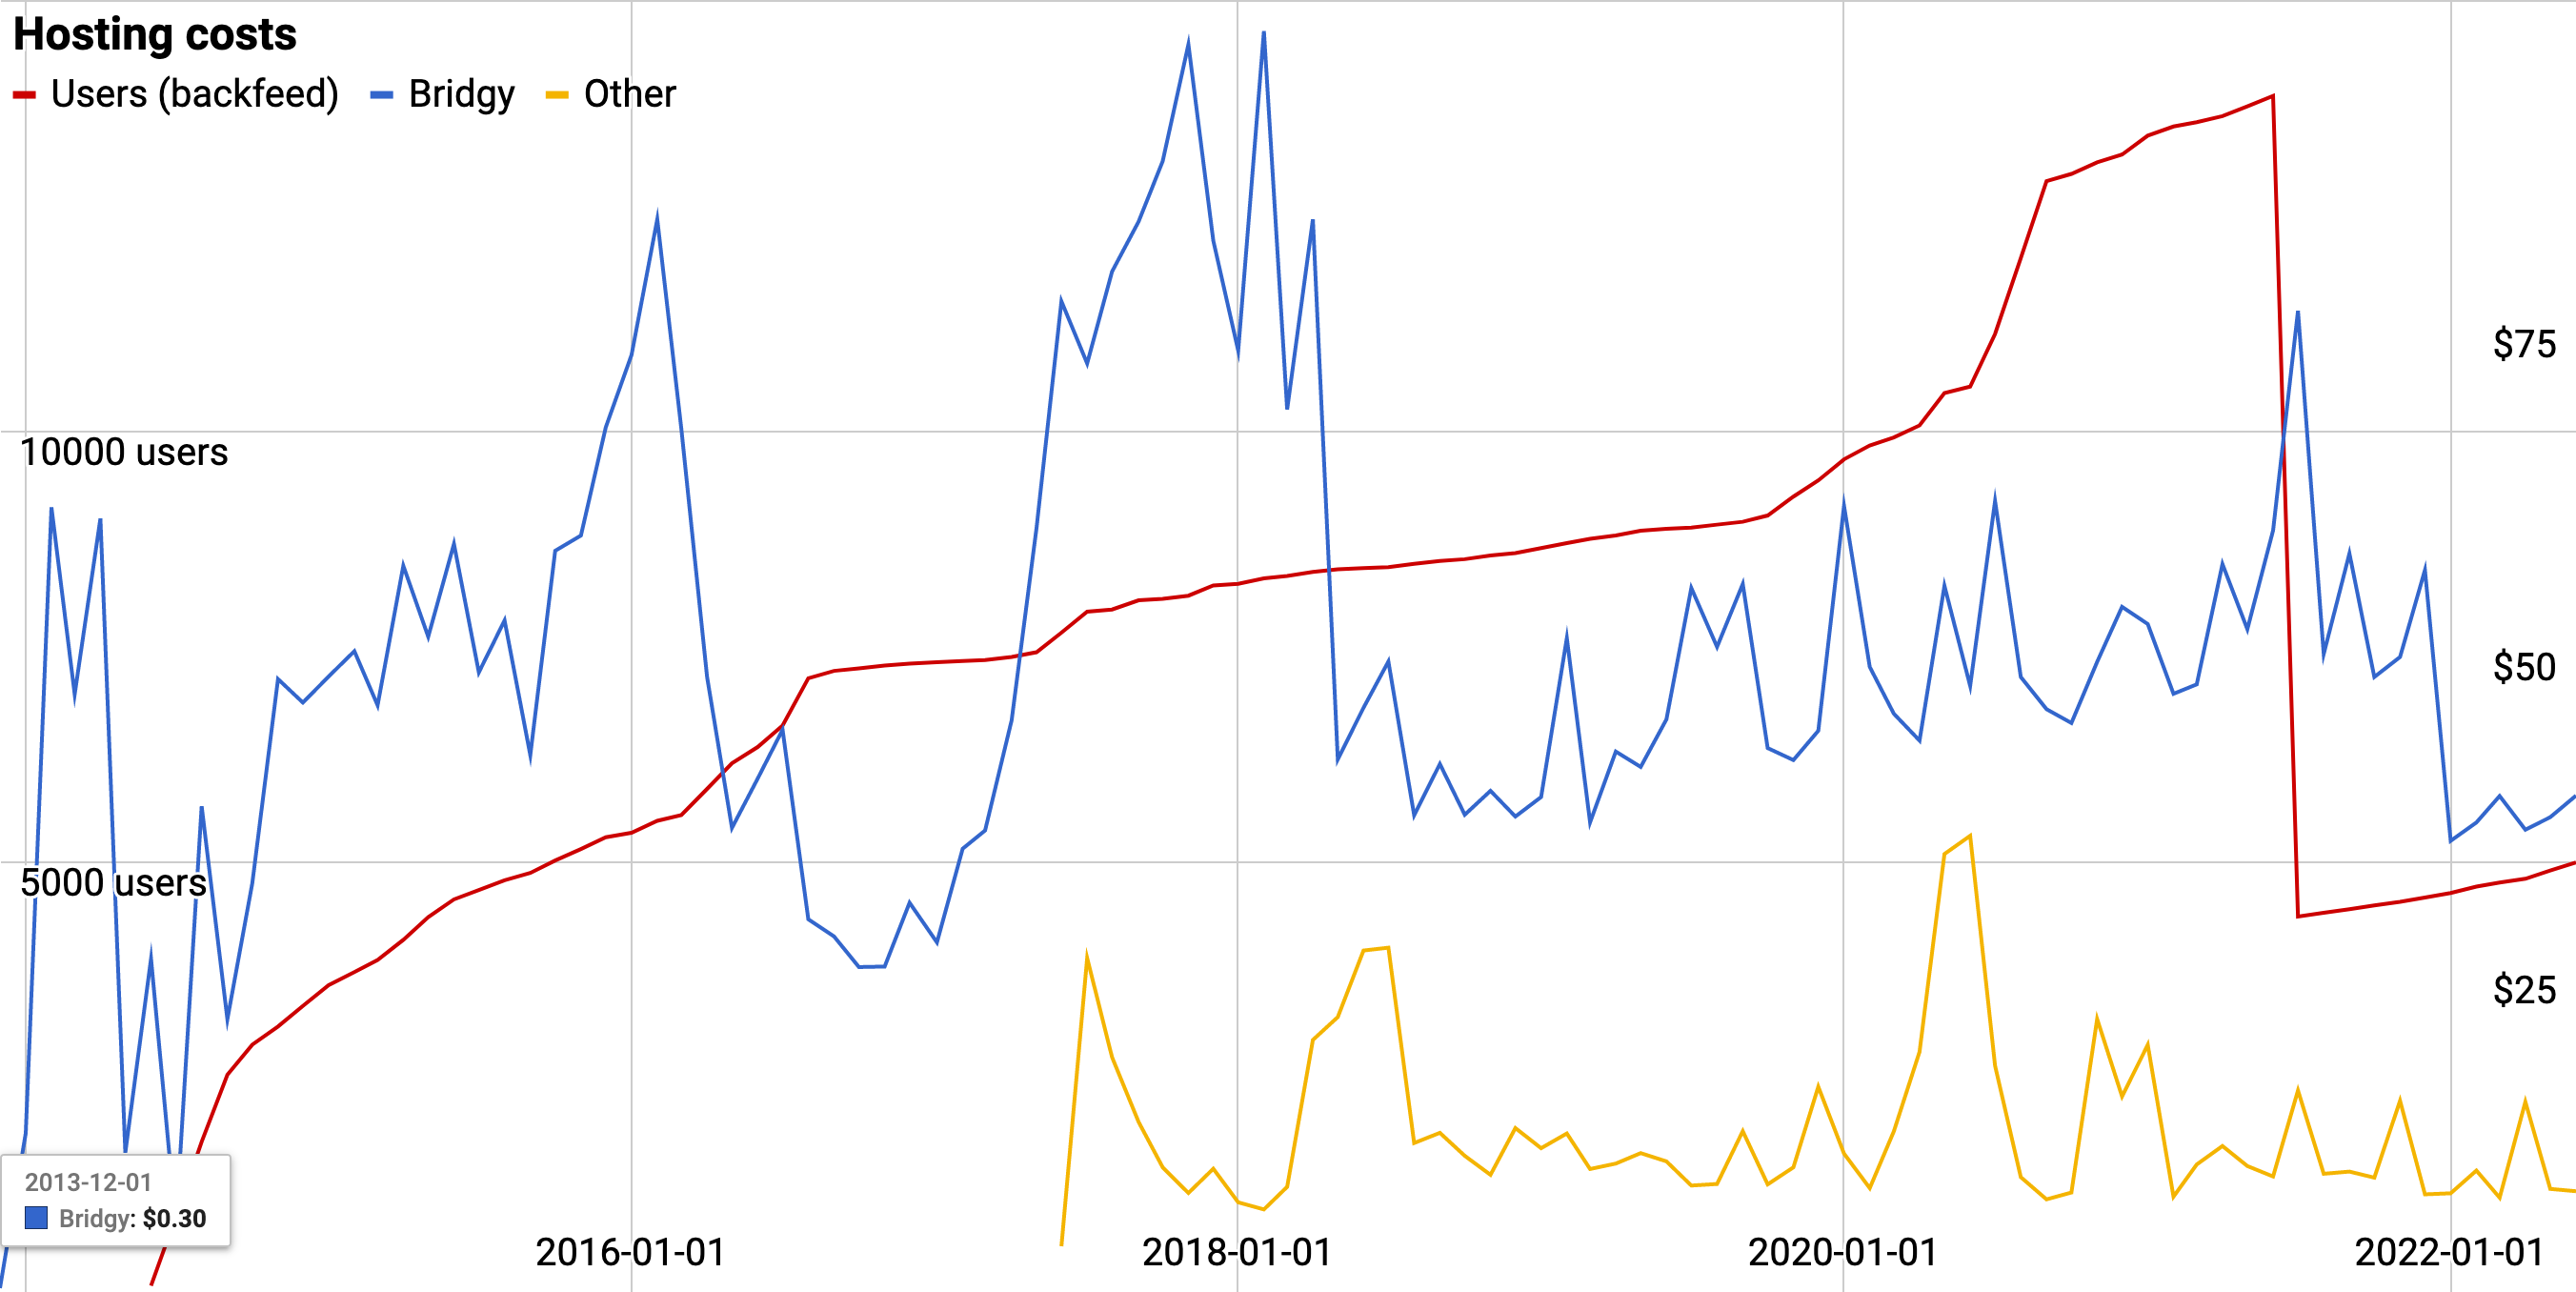 Hosting costs
Users (backfeed) Bridgy Other
$75
10000 users
$50
5000 users
$25
2013-12-01
Bridgy: $0.30
2016-01-01 2018-01-01 2020-01-01 2022-01-01